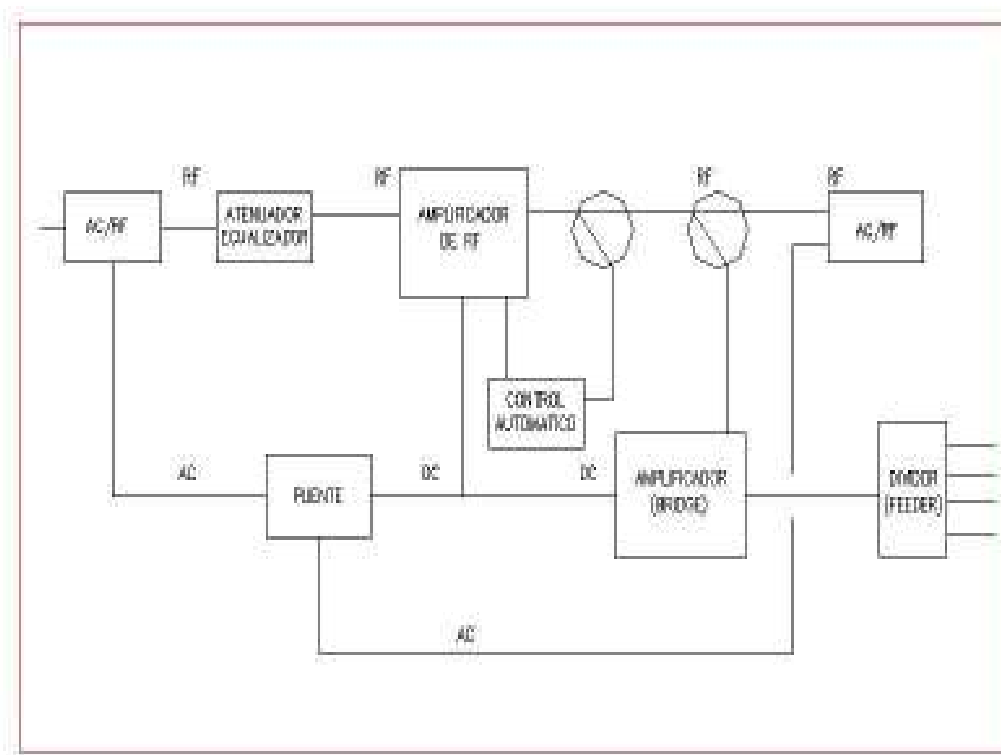 RF
RF
RF
RF
AC/RF
ATENUADOR
ECUALIZADOR
AMPLIFICADOR
DE RF
AC/RF
CONTROL
AUTOMATICO
AC
DC
DC
FUENTE
AMPLIFICADOR
(BRIDGE)
DIVISOR
(FEEDER)
AC